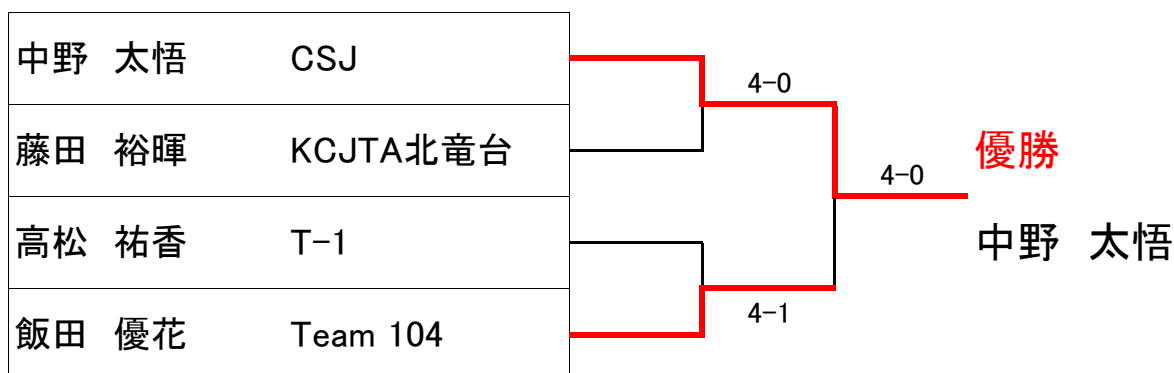 中野　太悟　CSJ
4-0
藤田　裕暉　KCJTA北竜台
優勝
4-0
高松　祐香　T-1
中野　太悟
4-1
飯田　優花　Team 104